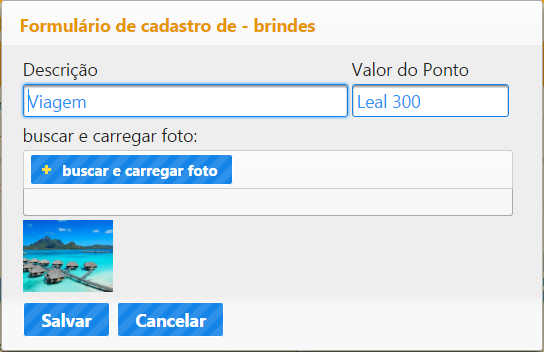 Formulário de cadastro de - brindes
Descrição Valor do Ponto
Viagem Leal 300
buscar e carregar foto:
buscar e carregar foto
Salvar Cancelar